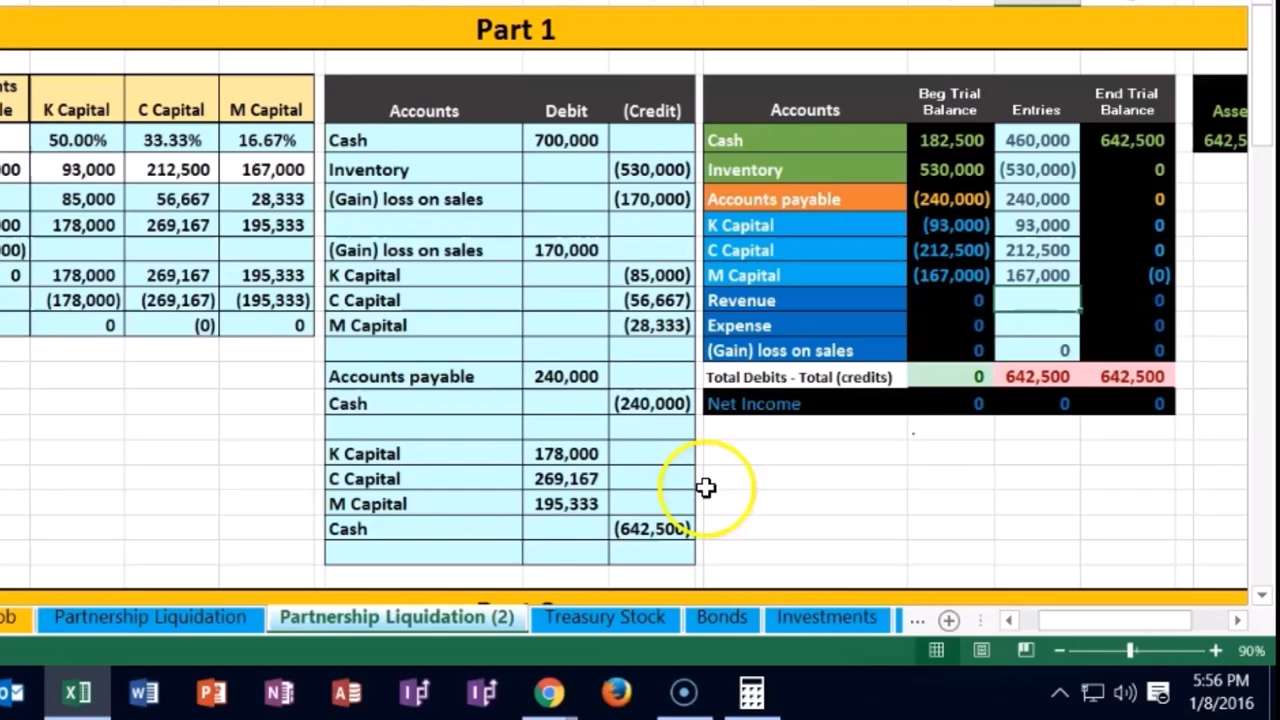 Part 1
nts
le K Capital C Capital M Capital
50.00% 33.33% 16.67%
00 93,000 212,500 167,000
85,000 56,667 28,333
00 178,000 269,167 195,333
00)
0 178,000 269,167 195,333
(178,000) (269,167) (195,333)
0 (0) 0
Accounts Debit (Credit)
Cash 700,000
Inventory (530,000)
(Gain) loss on sales (170,000)
(Gain) loss on sales 170,000
K Capital (85,000)
C Capital (56,667)
M Capital (28,333)
Accounts payable 240,000
Cash (240,000)
K Capital 178,000
C Capital 269,167
M Capital 195,333
Cash (642,500)
Accounts Beg Trial Balance Entries End Trial Balance
Cash 182,500 460,000 642,500
Inventory 530,000 (530,000) 0
Accounts payable (240,000) 240,000 0
K Capital (93,000) 93,000 0
C Capital (212,500) 212,500 0
M Capital (167,000) 167,000 (0)
Revenue 0 0
Expense 0 0
(Gain) loss on sales 0 0 0
Total Debits - Total (credits) 0 642,500 642,500
Net Income 0 0 0
Asse
642,5
ob Partnership Liquidation Partnership Liquidation (2) Treasury Stock Bonds Investments ...
90%
5:56 PM
1/8/2016